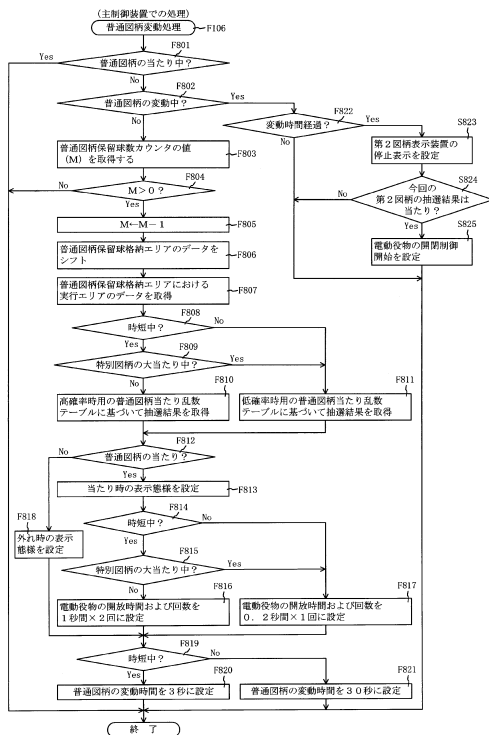 (主制御装置での処理)
普通図柄変動処理
F106
F801
普通図柄の当たり中?
Yes
No
F802
普通図柄の変動中?
Yes
No
F822
変動時間経過?
Yes
No
S823
第2図柄表示装置の
停止表示を設定
S824
今回の
第2図柄の抽選結果は
当たり?
No
Yes
S825
電動役物の開閉制御
開始を設定
普通図柄保留球数カウンタの値
(M)を取得する
F803
F804
M>0?
No
Yes
M←M-1
F805
普通図柄保留球格納エリアのデータを
シフト
F806
普通図柄保留球格納エリアにおける
実行エリアのデータを取得
F807
F808
時短中?
No
Yes
F809
特別図柄の大当たり中?
Yes
No
F810
高確率時用の普通図柄当たり乱数
テーブルに基づいて抽選結果を取得
F811
低確率時用の普通図柄当たり乱数
テーブルに基づいて抽選結果を取得
F812
普通図柄の当たり?
No
Yes
当たり時の表示態様を設定
F813
F814
時短中?
No
Yes
F818
外れ時の表示
態様を設定
F815
特別図柄の大当たり中?
Yes
No
F816
電動役物の開放時間および回数を
1秒間×2回に設定
F817
電動役物の開放時間および回数を
0.2秒間×1回に設定
F819
時短中?
No
Yes
F820
普通図柄の変動時間を3秒に設定
F821
普通図柄の変動時間を30秒に設定
終 了